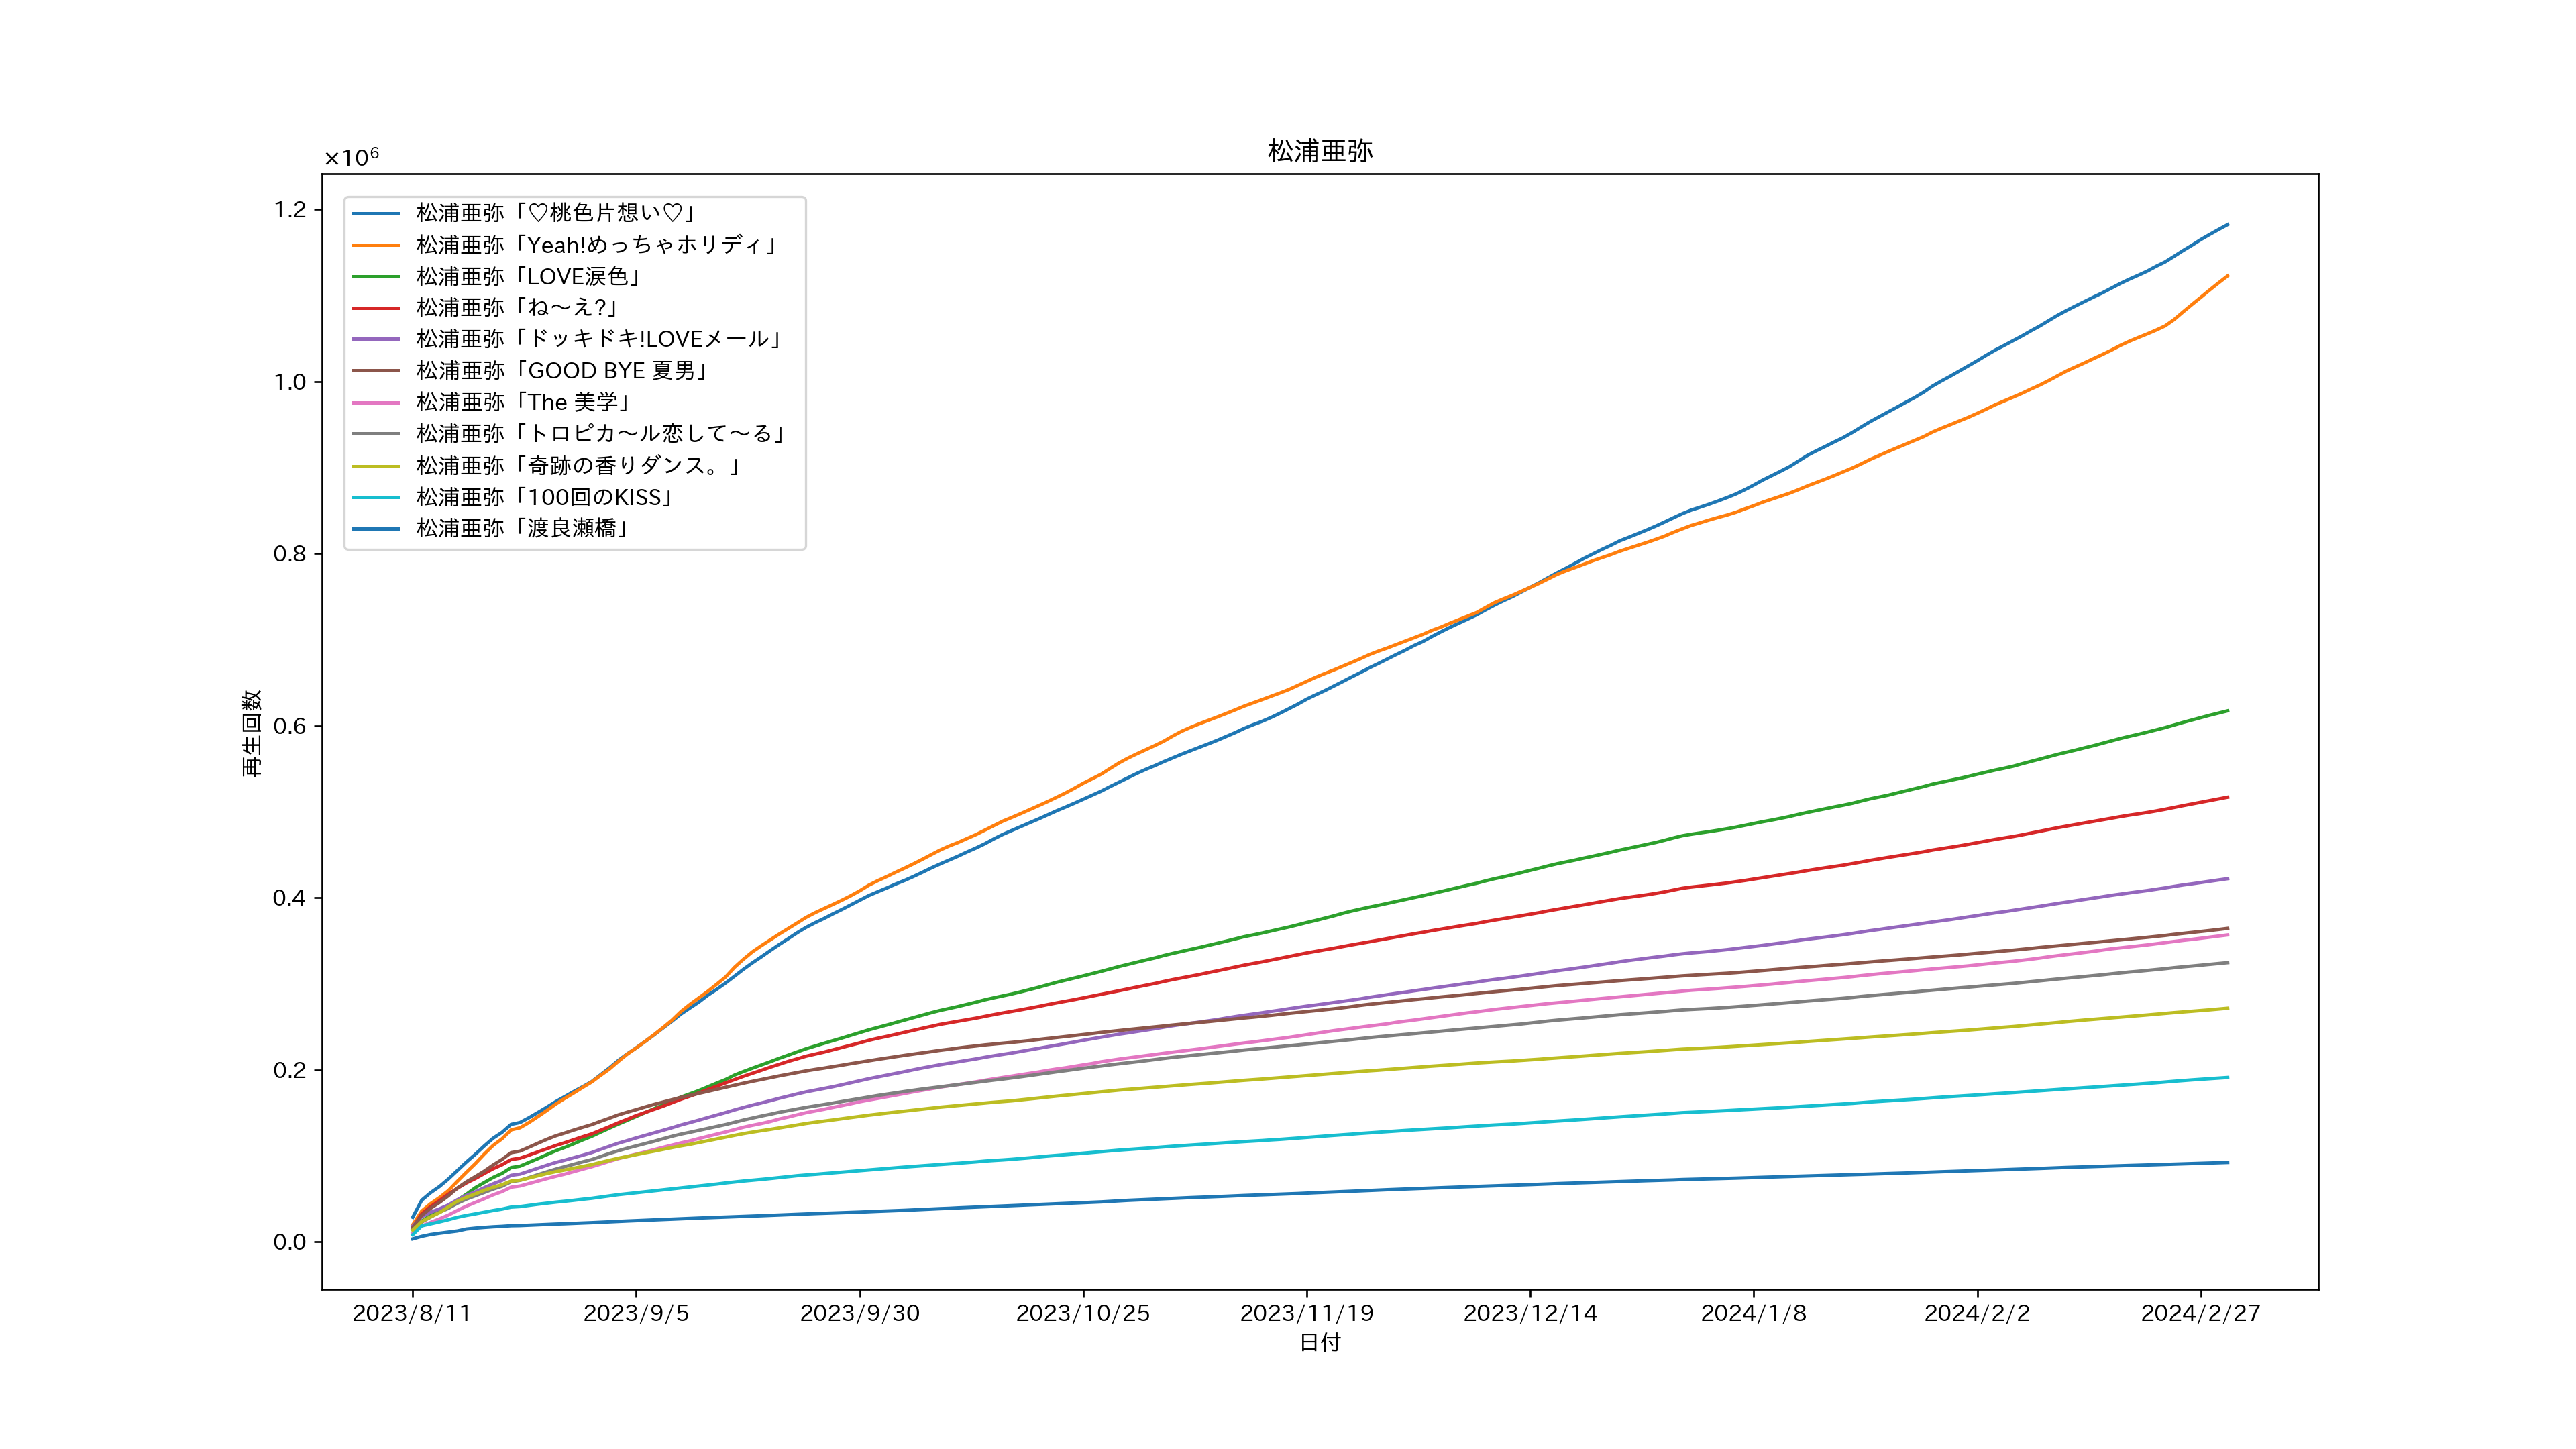 松浦亜弥
×10⁶
1.2
1.0
0.8
0.6
0.4
0.2
0.0
再生回数
松浦亜弥「♡桃色片想い♡」
松浦亜弥「Yeah!めっちゃホリディ」
松浦亜弥「LOVE涙色」
松浦亜弥「ね〜え?」
松浦亜弥「ドッキドキ!LOVEメール」
松浦亜弥「GOOD BYE 夏男」
松浦亜弥「The 美学」
松浦亜弥「トロピカ〜ル恋して〜る」
松浦亜弥「奇跡の香りダンス。」
松浦亜弥「100回のKISS」
松浦亜弥「渡良瀬橋」
2023/8/11 2023/9/5 2023/9/30 2023/10/25 2023/11/19 2023/12/14 2024/1/8 2024/2/2 2024/2/27
日付